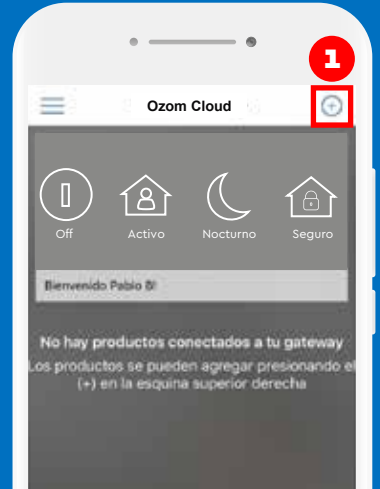 1
Ozom Cloud
Off Activo Nocturno Seguro
Bienvenido Pablo B!
No hay productos conectados a tu gateway
Los productos se pueden agregar presionando el
(+) en la esquina superior derecha